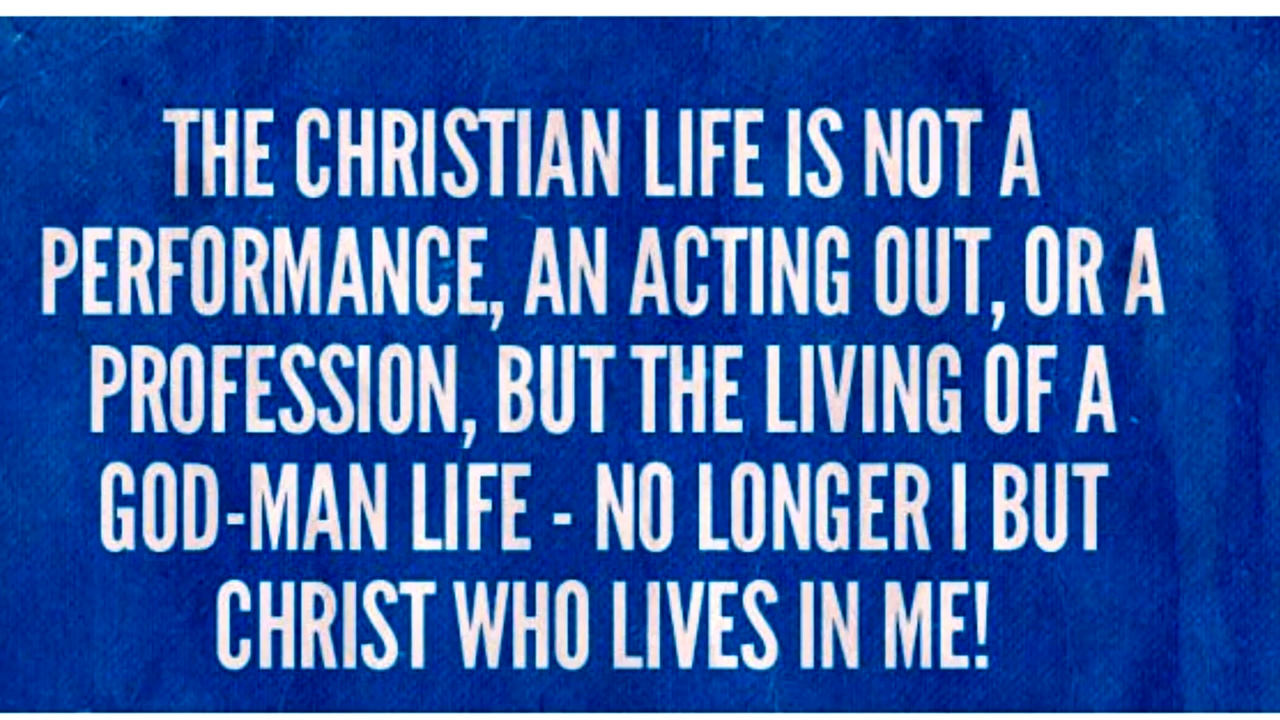 THE CHRISTIAN LIFE IS NOT A
PERFORMANCE, AN ACTING OUT, OR A
PROFESSION, BUT THE LIVING OF A
GOD-MAN LIFE - NO LONGER I BUT
CHRIST WHO LIVES IN ME!